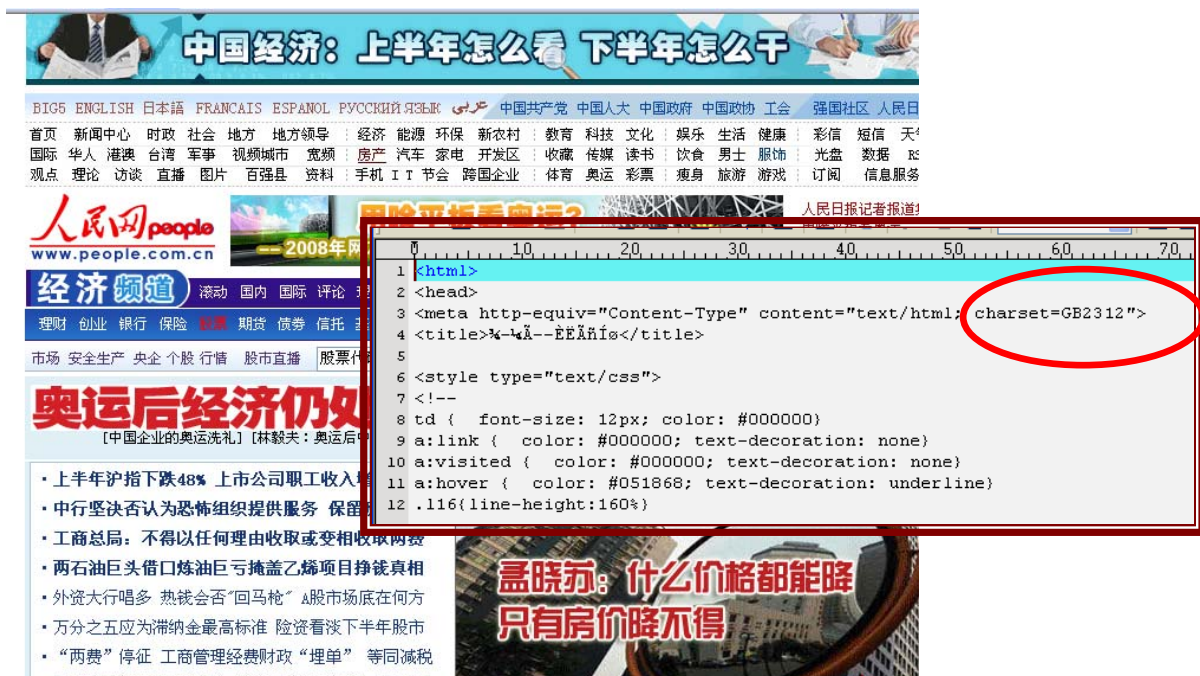 中国经济：上半年怎么看 下半年怎么干
BIG5 ENGLISH 日本語 FRANCAIS ESPANOL РУССКИЙ ЯЗЫК عربي 中国共产党 中国人大 中国政府 中国政协 工会 强国社区 人民日
首页 新闻中心 时政 社会 地方 地方领导 经济 能源 环保 新农村 教育 科技 文化 娱乐 生活 健康 彩信 短信
国际 华人 港澳 台湾 军事 视频城市 宽频 房产 汽车 家电 开发区 收藏 传媒 读书 饮食 男士 服饰 光盘 数据
观点 理论 访谈 直播 图片 百强县 资料 手机 I T 节会 跨国企业 体育 奥运 彩票 瘦身 旅游 游戏 订阅 信息服务
人民网 people
www.people.com.cn
-- 2008年
人民日报记者报道
经济频道 滚动 国内 国际 评论
理财 创业 银行 保险 股票 期货 债券 信托
市场 安全生产 央企 个股 行情 股市直播 股票代
奥运后经济仍处
[中国企业的奥运洗礼] [林毅夫：奥运后中
·上半年沪指下跌48% 上市公司职工收入
·中行坚决否认为恐怖组织提供服务 保留
·工商总局：不得以任何理由收取或变相收取两费
·两石油巨头借口炼油巨亏掩盖乙烯项目挣钱真相
·外资大行唱多 热钱会否“回马枪” A股市场底在何方
·万分之五应为滞纳金最高标准 险资看淡下半年股市
·“两费”停征 工商管理经费财政“埋单” 等同减税
孟晓苏：什么价格都能降
只有房价降不得
0 10 20 30 40 50 60 70
1 <html>
2 <head>
3 <meta http-equiv="Content-Type" content="text/html; charset=GB2312">
4 <title>¾­¼Ã--ÈËÃñÍø</title>
5
6 <style type="text/css">
7 <!--
8 td {  font-size: 12px; color: #000000}
9 a:link {  color: #000000; text-decoration: none}
10 a:visited {  color: #000000; text-decoration: none}
11 a:hover {  color: #051868; text-decoration: underline}
12 .l16{line-height:160%}